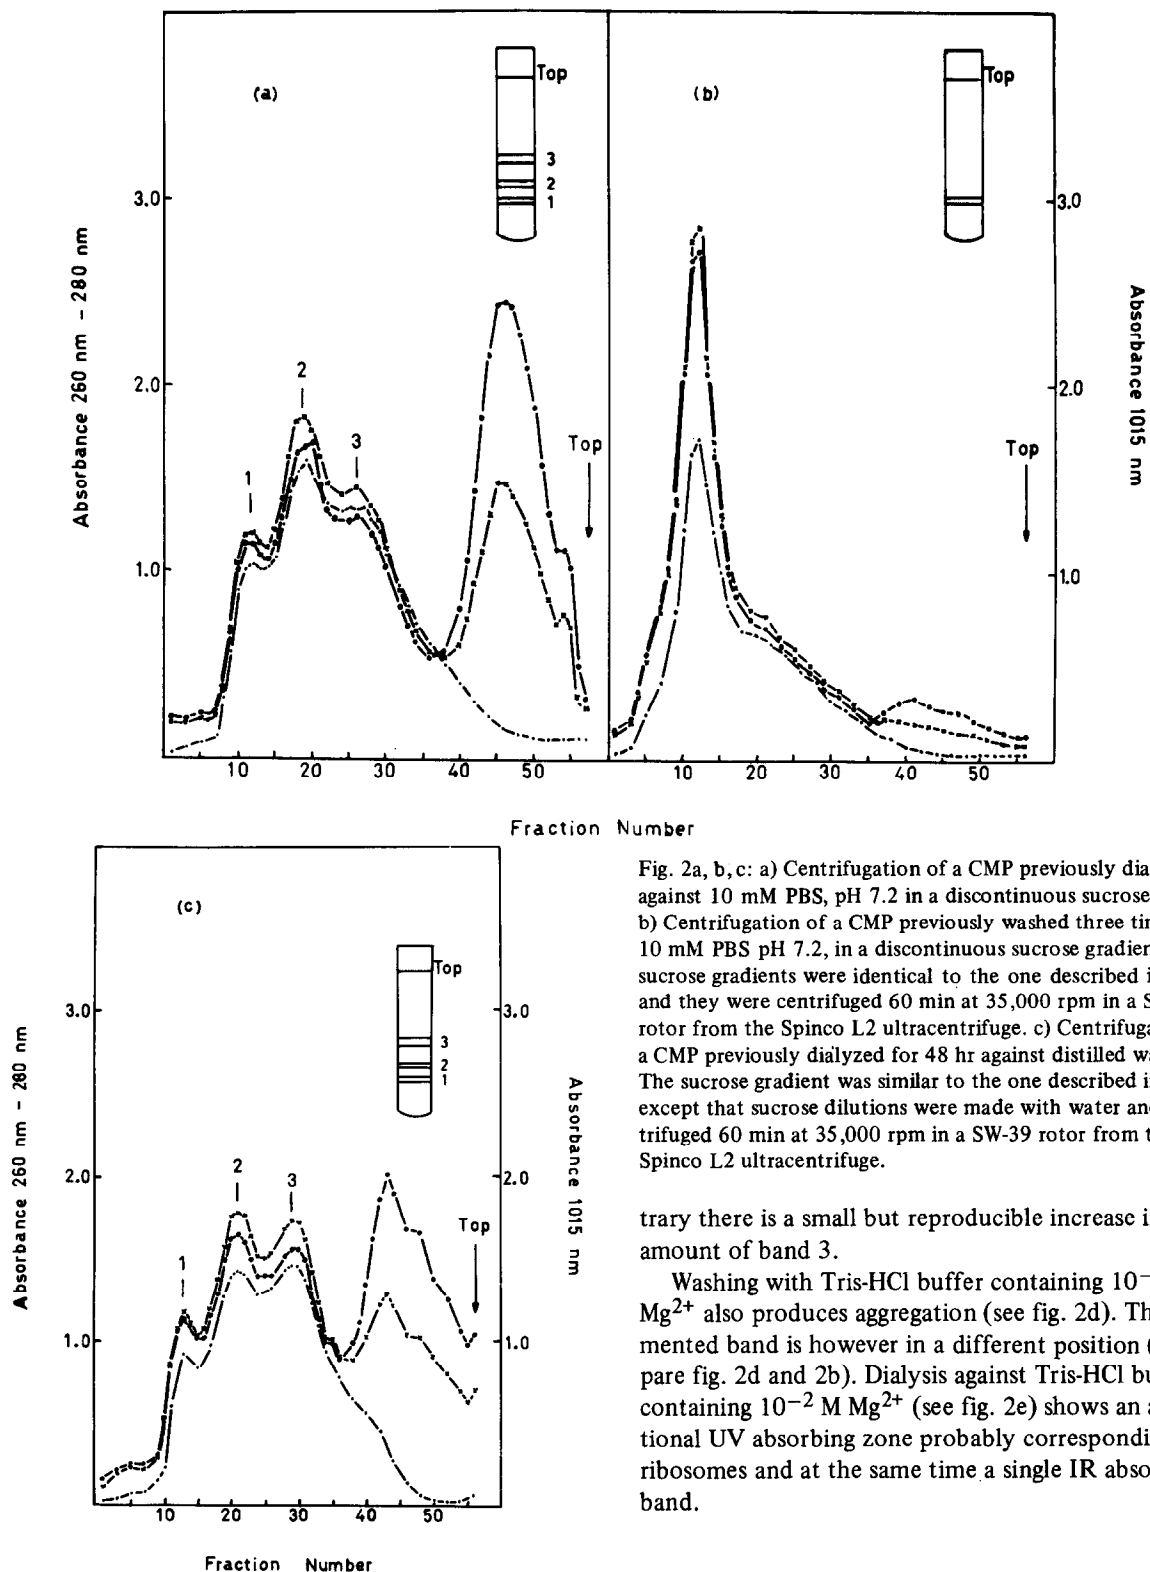 (a)
Top
3
2
1
3.0
2.0
1.0
1
2
3
Top
10 20 30 40 50
Absorbance 260 nm – 280 nm
(b)
Top
3.0
2.0
1.0
Top
10 20 30 40 50
Absorbance 1015 nm
Fraction Number
(c)
Top
3
2
1
3.0
2.0
1.0
3.0
2.0
1.0
1
2
3
Top
10 20 30 40 50
Absorbance 260 nm – 280 nm
Absorbance 1015 nm
Fraction Number
Fig. 2a, b, c: a) Centrifugation of a CMP previously dia
against 10 mM PBS, pH 7.2 in a discontinuous sucrose
b) Centrifugation of a CMP previously washed three tin
10 mM PBS pH 7.2, in a discontinuous sucrose gradien
sucrose gradients were identical to the one described i
and they were centrifuged 60 min at 35,000 rpm in a S
rotor from the Spinco L2 ultracentrifuge. c) Centrifuga
a CMP previously dialyzed for 48 hr against distilled wa
The sucrose gradient was similar to the one described i
except that sucrose dilutions were made with water an
trifuged 60 min at 35,000 rpm in a SW-39 rotor from t
Spinco L2 ultracentrifuge.
trary there is a small but reproducible increase i
amount of band 3.
Washing with Tris-HCl buffer containing 10⁻
Mg²⁺ also produces aggregation (see fig. 2d). Th
mented band is however in a different position (
pare fig. 2d and 2b). Dialysis against Tris-HCl bu
containing 10⁻² M Mg²⁺ (see fig. 2e) shows an a
tional UV absorbing zone probably correspondi
ribosomes and at the same time a single IR abso
band.